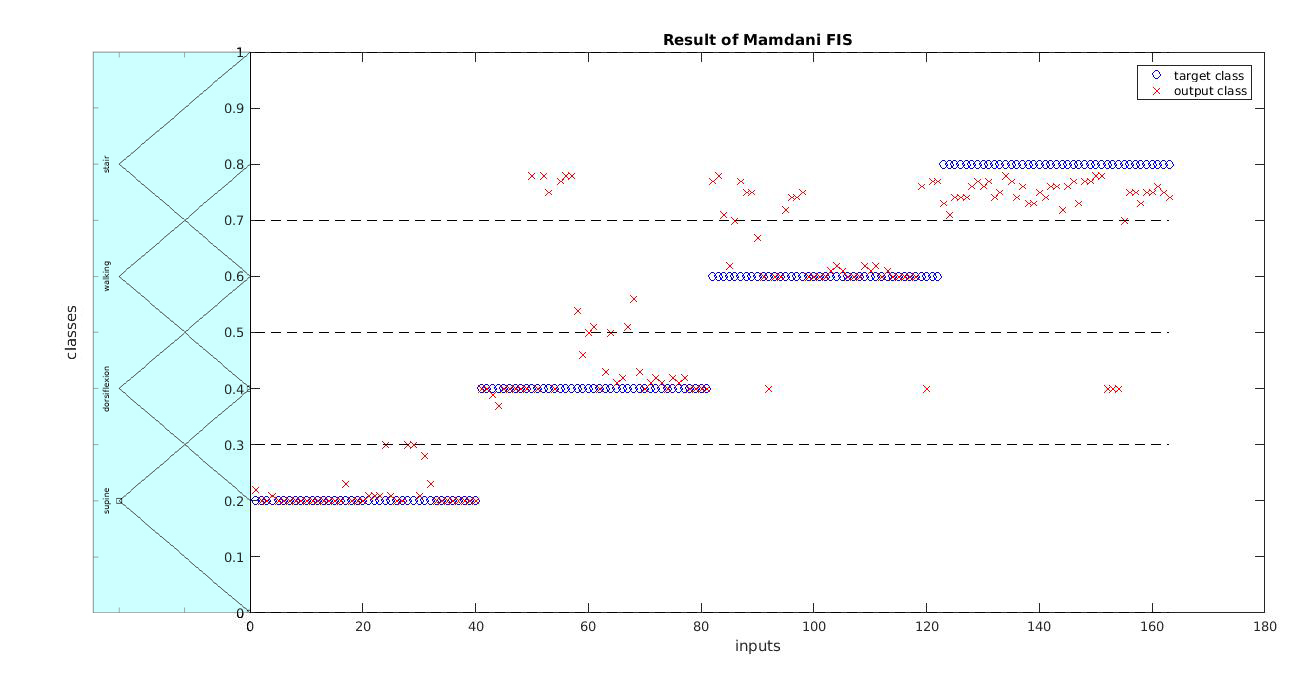 Result of Mamdani FIS
target class
output class
classes
stair
walking
dorsiflexion
supine
1
0.9
0.8
0.7
0.6
0.5
0.4
0.3
0.2
0.1
0
0 20 40 60 80 100 120 140 160 180
inputs